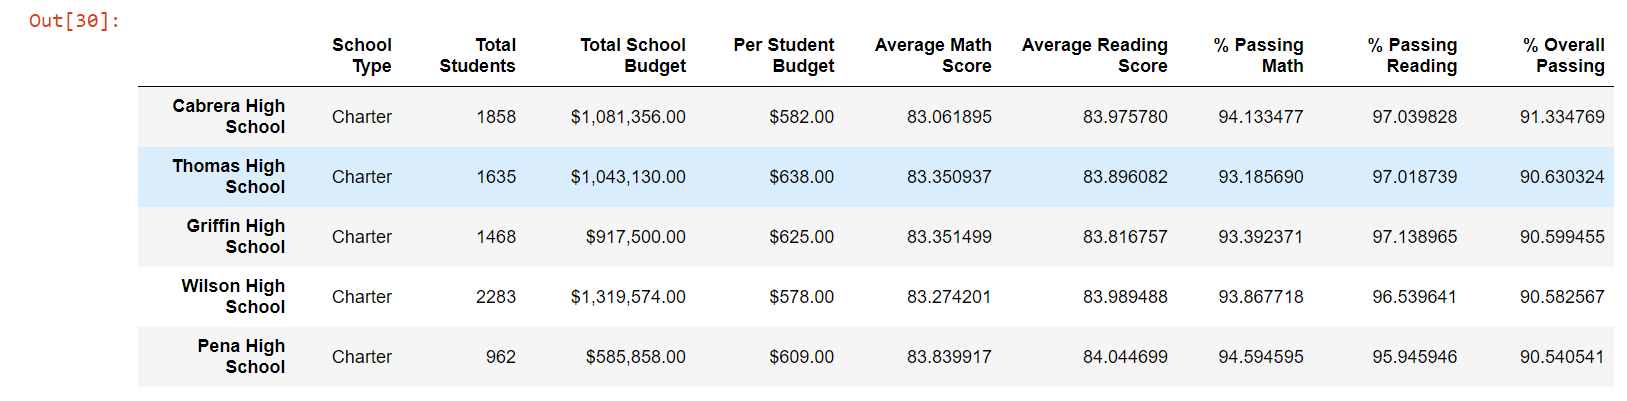 Out[30]:
School Type Total Students Total School Budget Per Student Budget Average Math Score Average Reading Score % Passing Math % Passing Reading % Overall Passing
Cabrera High School Charter 1858 $1,081,356.00 $582.00 83.061895 83.975780 94.133477 97.039828 91.334769
Thomas High School Charter 1635 $1,043,130.00 $638.00 83.350937 83.896082 93.185690 97.018739 90.630324
Griffin High School Charter 1468 $917,500.00 $625.00 83.351499 83.816757 93.392371 97.138965 90.599455
Wilson High School Charter 2283 $1,319,574.00 $578.00 83.274201 83.989488 93.867718 96.539641 90.582567
Pena High School Charter 962 $585,858.00 $609.00 83.839917 84.044699 94.594595 95.945946 90.540541